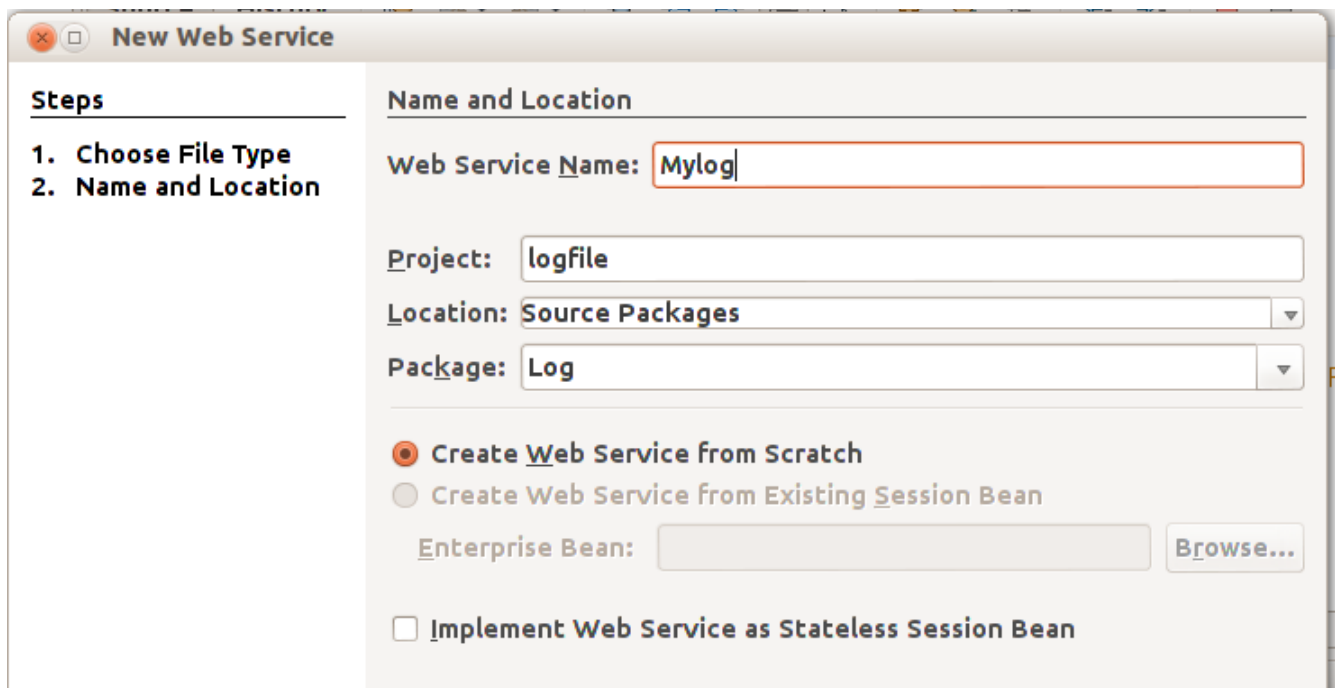 New Web Service
Steps
1. Choose File Type
2. Name and Location
Name and Location
Web Service Name: Mylog
Project: logfile
Location: Source Packages
Package: Log
Create Web Service from Scratch
Create Web Service from Existing Session Bean
Enterprise Bean: Browse...
Implement Web Service as Stateless Session Bean